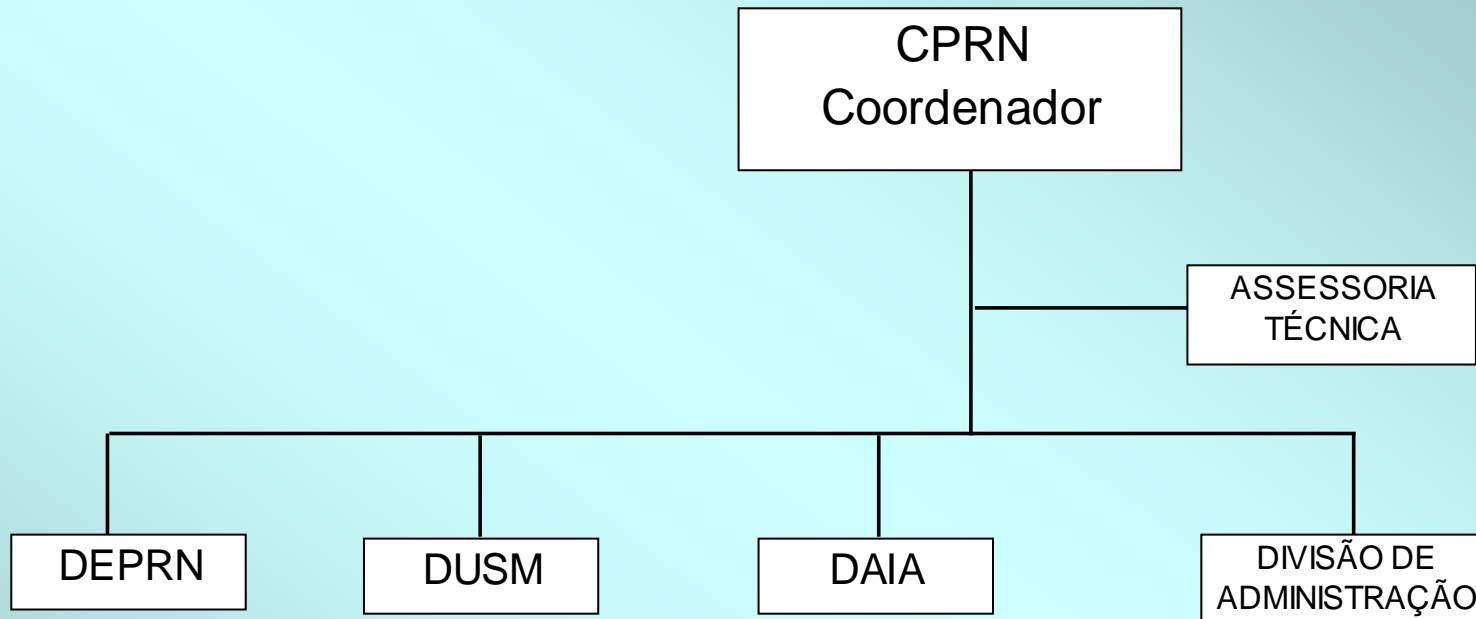 CPRN
Coordenador
ASSESSORIA
TÉCNICA
DEPRN
DUSM
DAIA
DIVISÃO DE
ADMINISTRAÇÃO